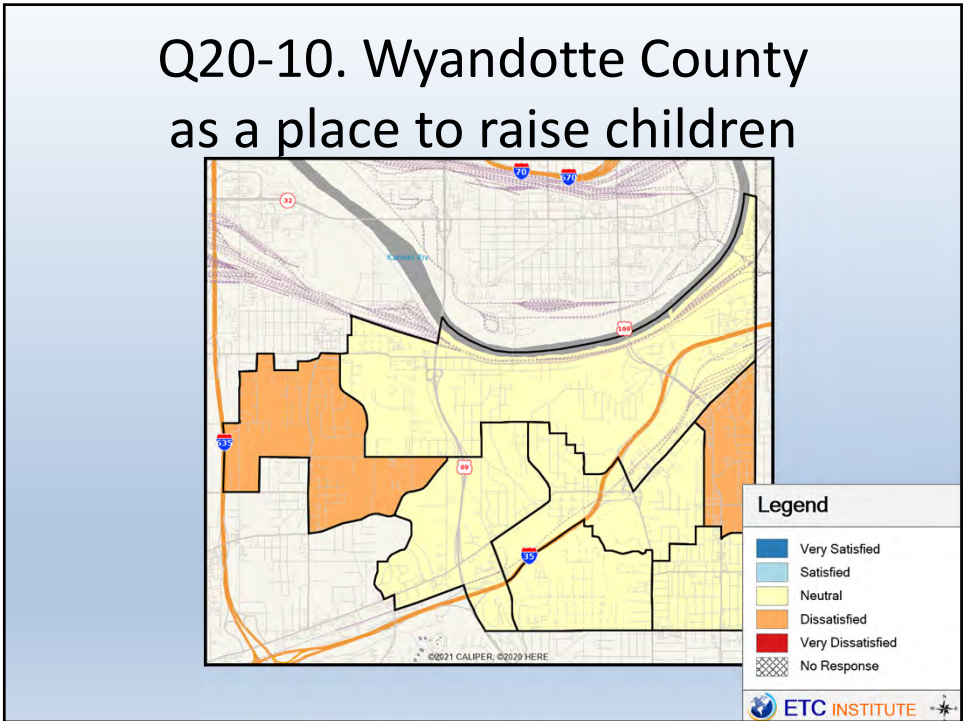 Q20-10. Wyandotte County
as a place to raise children
70
670
32
Kansas Riv
169
635
69
35
©2021 CALIPER; ©2020 HERE
Legend
Very Satisfied
Satisfied
Neutral
Dissatisfied
Very Dissatisfied
No Response
ETC INSTITUTE
N
W E
S